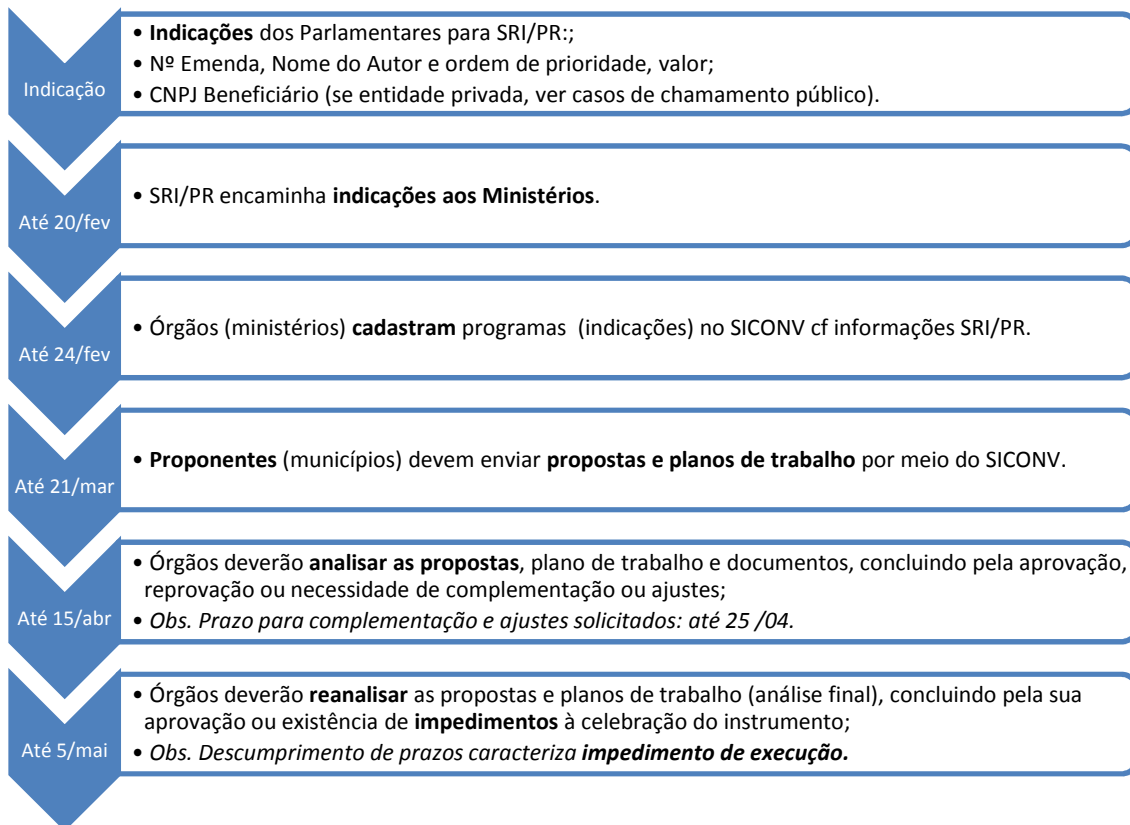 Indicação
• Indicações dos Parlamentares para SRI/PR:;
• Nº Emenda, Nome do Autor e ordem de prioridade, valor;
• CNPJ Beneficiário (se entidade privada, ver casos de chamamento público).
Até 20/fev
• SRI/PR encaminha indicações aos Ministérios.
Até 24/fev
• Órgãos (ministérios) cadastram programas (indicações) no SICONV cf informações SRI/PR.
Até 21/mar
• Proponentes (municípios) devem enviar propostas e planos de trabalho por meio do SICONV.
Até 15/abr
• Órgãos deverão analisar as propostas, plano de trabalho e documentos, concluindo pela aprovação,
reprovação ou necessidade de complementação ou ajustes;
• Obs. Prazo para complementação e ajustes solicitados: até 25 /04.
Até 5/mai
• Órgãos deverão reanalisar as propostas e planos de trabalho (análise final), concluindo pela sua
aprovação ou existência de impedimentos à celebração do instrumento;
• Obs. Descumprimento de prazos caracteriza impedimento de execução.